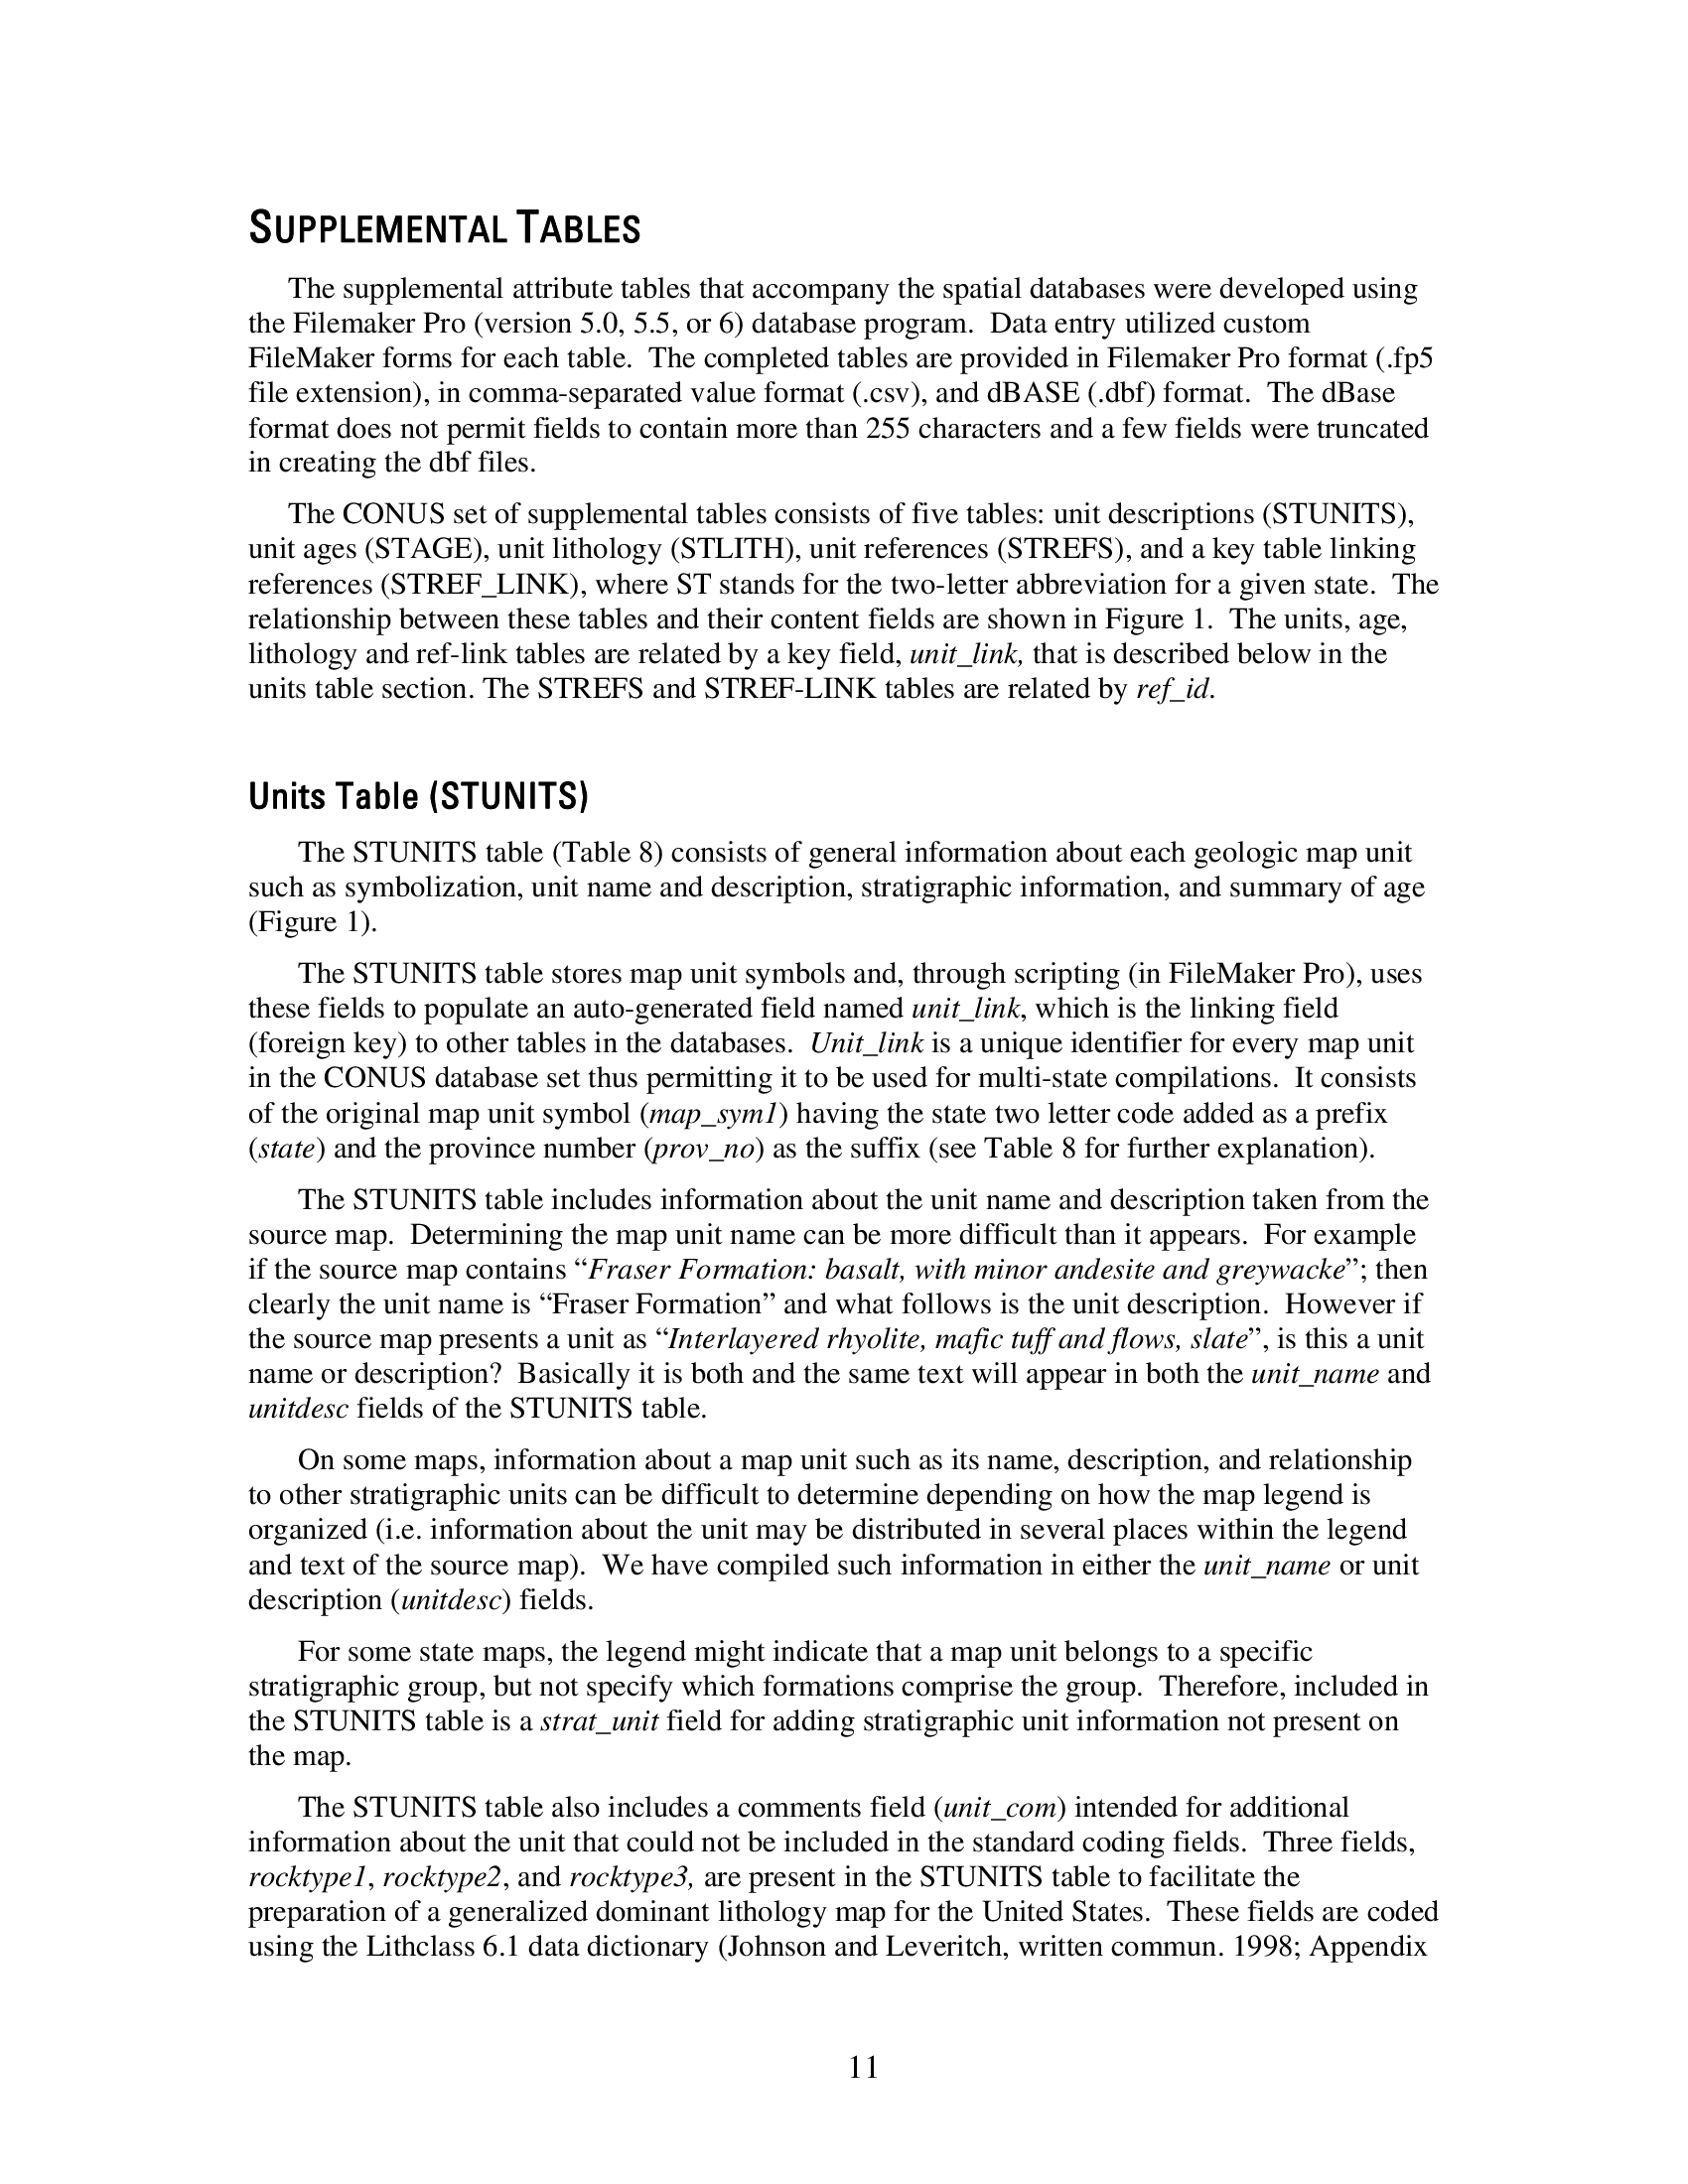 SUPPLEMENTAL TABLES
The supplemental attribute tables that accompany the spatial databases were developed using
the Filemaker Pro (version 5.0, 5.5, or 6) database program.  Data entry utilized custom
FileMaker forms for each table.  The completed tables are provided in Filemaker Pro format (.fp5
file extension), in comma-separated value format (.csv), and dBASE (.dbf) format.  The dBase
format does not permit fields to contain more than 255 characters and a few fields were truncated
in creating the dbf files.
The CONUS set of supplemental tables consists of five tables: unit descriptions (STUNITS),
unit ages (STAGE), unit lithology (STLITH), unit references (STREFS), and a key table linking
references (STREF_LINK), where ST stands for the two-letter abbreviation for a given state.  The
relationship between these tables and their content fields are shown in Figure 1.  The units, age,
lithology and ref-link tables are related by a key field, unit_link, that is described below in the
units table section. The STREFS and STREF-LINK tables are related by ref_id.
Units Table (STUNITS)
The STUNITS table (Table 8) consists of general information about each geologic map unit
such as symbolization, unit name and description, stratigraphic information, and summary of age
(Figure 1).
The STUNITS table stores map unit symbols and, through scripting (in FileMaker Pro), uses
these fields to populate an auto-generated field named unit_link, which is the linking field
(foreign key) to other tables in the databases.  Unit_link is a unique identifier for every map unit
in the CONUS database set thus permitting it to be used for multi-state compilations.  It consists
of the original map unit symbol (map_sym1) having the state two letter code added as a prefix
(state) and the province number (prov_no) as the suffix (see Table 8 for further explanation).
The STUNITS table includes information about the unit name and description taken from the
source map.  Determining the map unit name can be more difficult than it appears.  For example
if the source map contains “Fraser Formation: basalt, with minor andesite and greywacke”; then
clearly the unit name is “Fraser Formation” and what follows is the unit description.  However if
the source map presents a unit as “Interlayered rhyolite, mafic tuff and flows, slate”, is this a unit
name or description?  Basically it is both and the same text will appear in both the unit_name and
unitdesc fields of the STUNITS table.
On some maps, information about a map unit such as its name, description, and relationship
to other stratigraphic units can be difficult to determine depending on how the map legend is
organized (i.e. information about the unit may be distributed in several places within the legend
and text of the source map).  We have compiled such information in either the unit_name or unit
description (unitdesc) fields.
For some state maps, the legend might indicate that a map unit belongs to a specific
stratigraphic group, but not specify which formations comprise the group.  Therefore, included in
the STUNITS table is a strat_unit field for adding stratigraphic unit information not present on
the map.
The STUNITS table also includes a comments field (unit_com) intended for additional
information about the unit that could not be included in the standard coding fields.  Three fields,
rocktype1, rocktype2, and rocktype3, are present in the STUNITS table to facilitate the
preparation of a generalized dominant lithology map for the United States.  These fields are coded
using the Lithclass 6.1 data dictionary (Johnson and Leveritch, written commun. 1998; Appendix
11